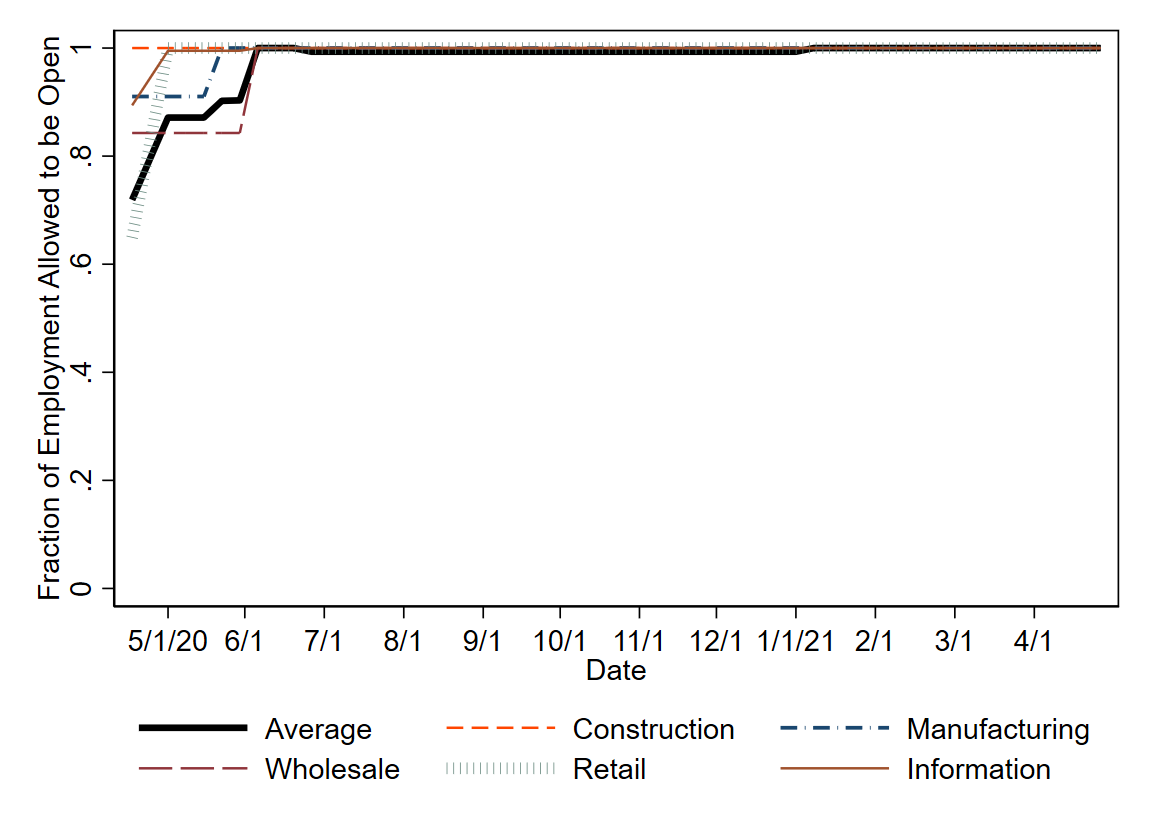 Fraction of Employment Allowed to be Open
1
.8
.6
.4
.2
0
5/1/20 6/1 7/1 8/1 9/1 10/1 11/1 12/1 1/1/21 2/1 3/1 4/1
Date
Average Construction Manufacturing
Wholesale Retail Information